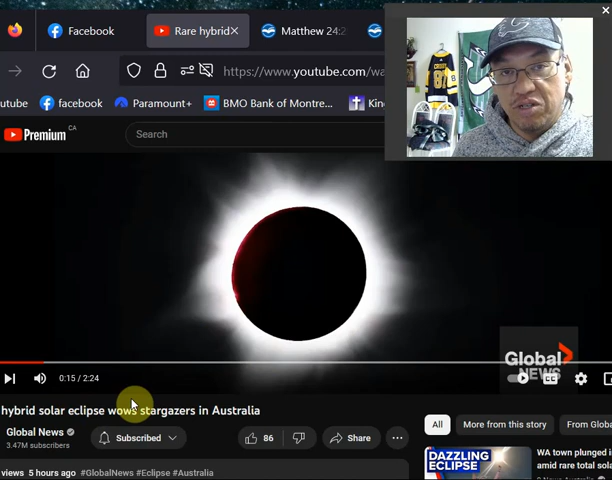 Facebook
Rare hybrid
Matthew 24:2
https://www.youtube.com/wa
utube
facebook
Paramount+
BMO Bank of Montre...
Kin
Premium CA
Search
Global
NEWS
0:15 / 2:24
CC
hybrid solar eclipse wows stargazers in Australia
Global News
3.47M subscribers
Subscribed
86
Share
All
More from this story
From Globa
views 5 hours ago #GlobalNews #Eclipse #Australia
DAZZLING
ECLIPSE
WA town plunged i
amid rare total sola